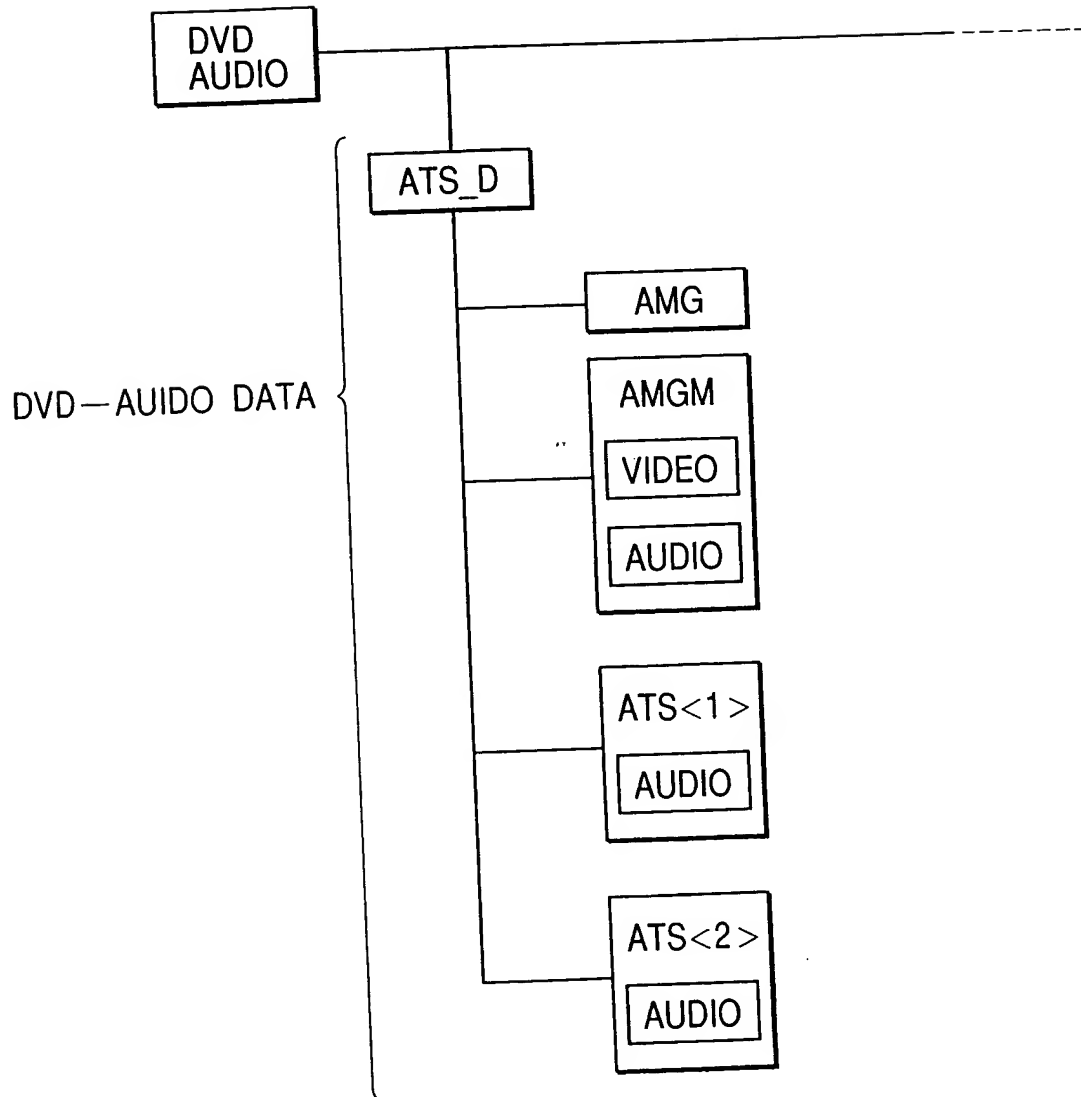 DVD
AUDIO
ATS_D
AMG
DVD—AUIDO DATA
AMGM
VIDEO
AUDIO
ATS<1>
AUDIO
ATS<2>
AUDIO